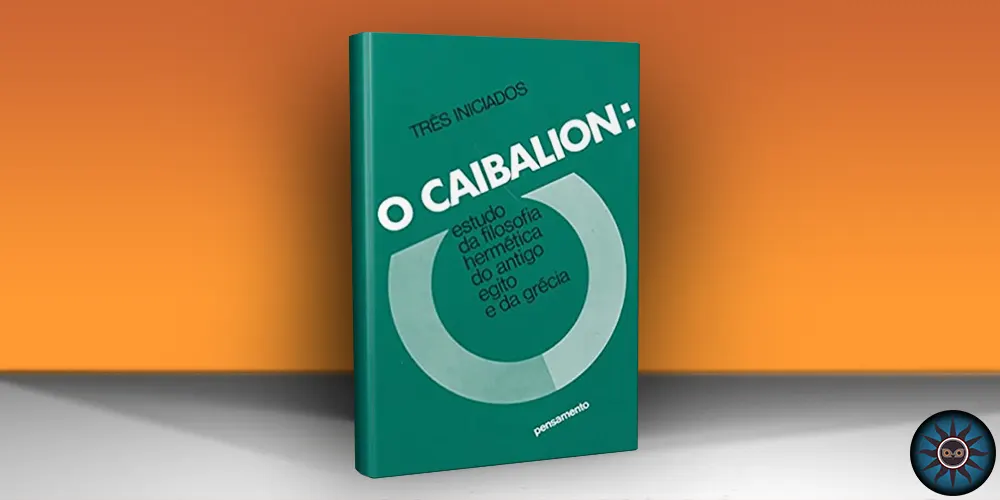 TRÊS INICIADOS
O CAIBALION:
estudo
da filosofia
hermética
do antigo
egito
e da grécia
pensamento